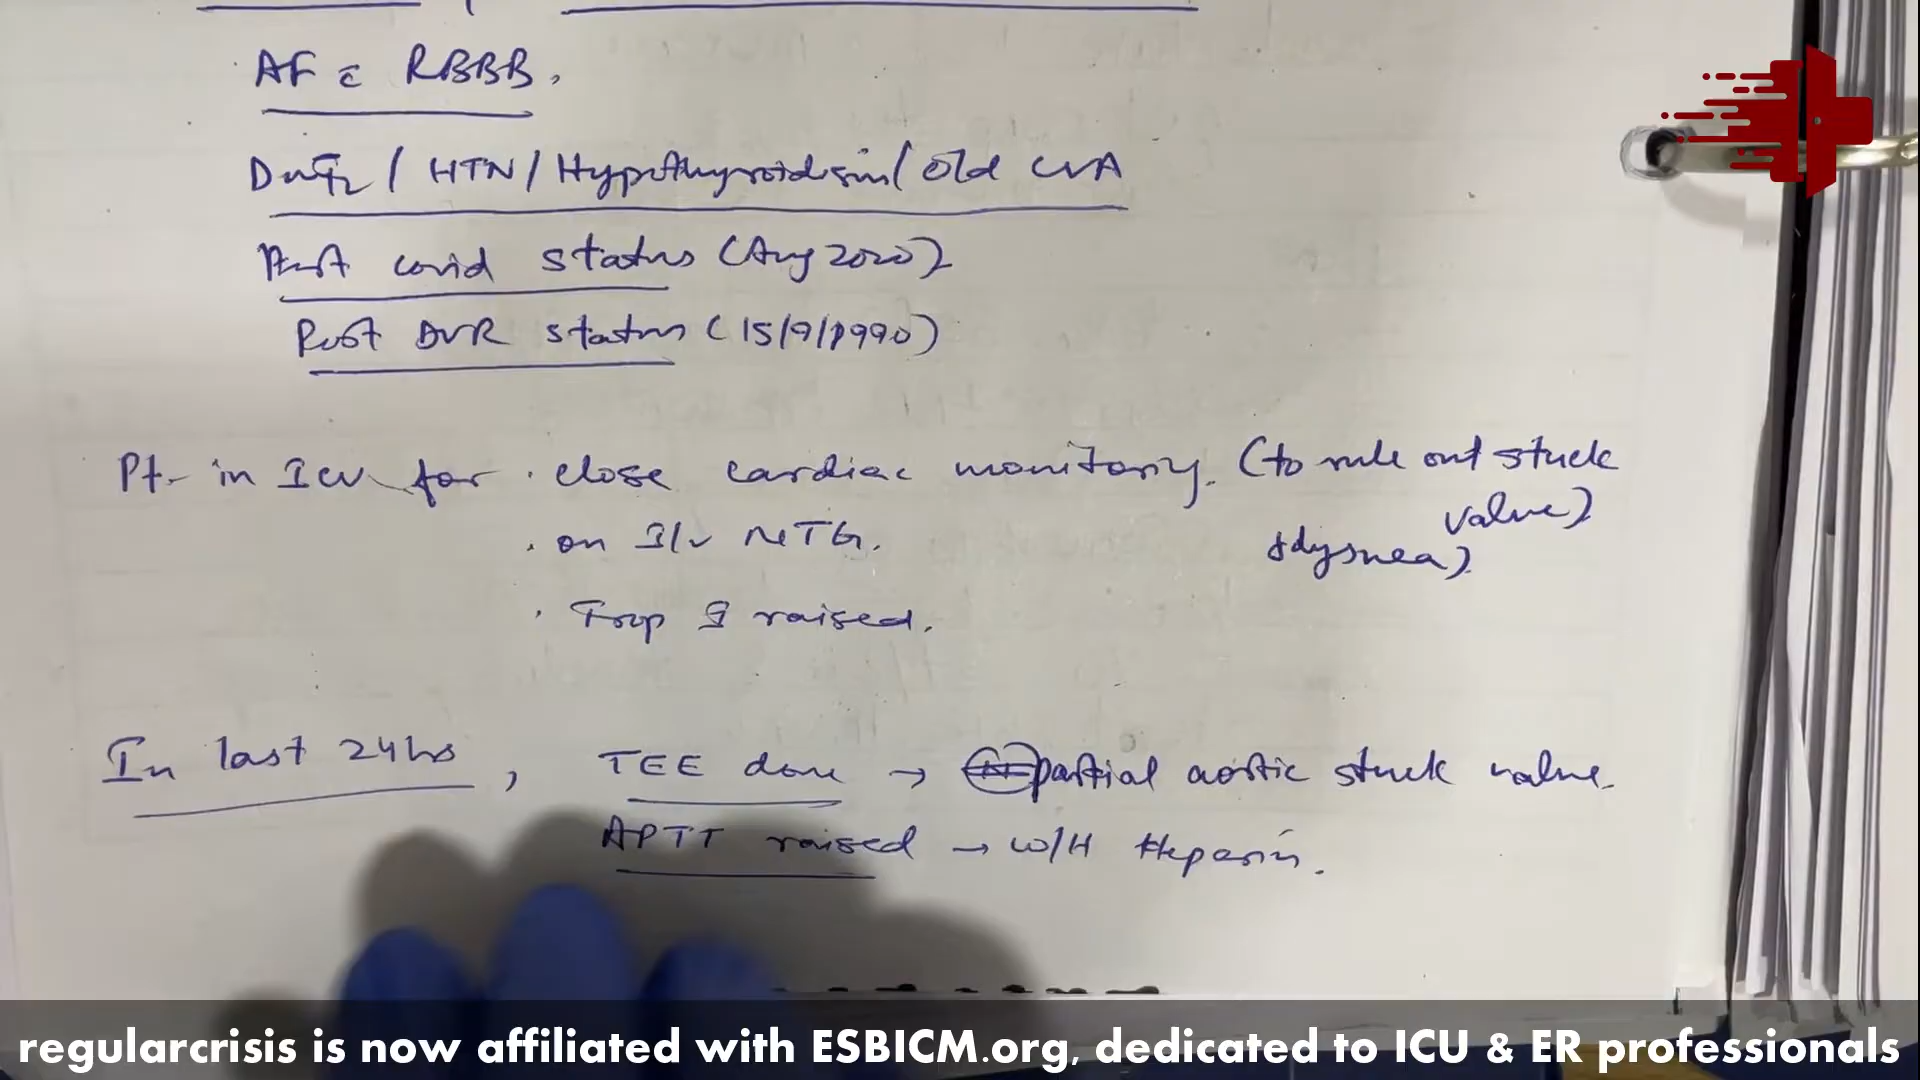 AF c̄ RBBB,
DMT2 / HTN / Hypothyroidism / Old CVA
Post covid status (Aug 2020)
Post DVR status (15/9/1990)
Pt. in ICU for . close cardiac monitoring. (to rule out stuck
valve)
. on I/v NTG. + dysnea)
. Trop I raised.
In last 24hrs, TEE done → partial aortic stuck valve.
APTT raised → w/H Heparin.
regularcrisis is now affiliated with ESBICM.org, dedicated to ICU & ER professionals